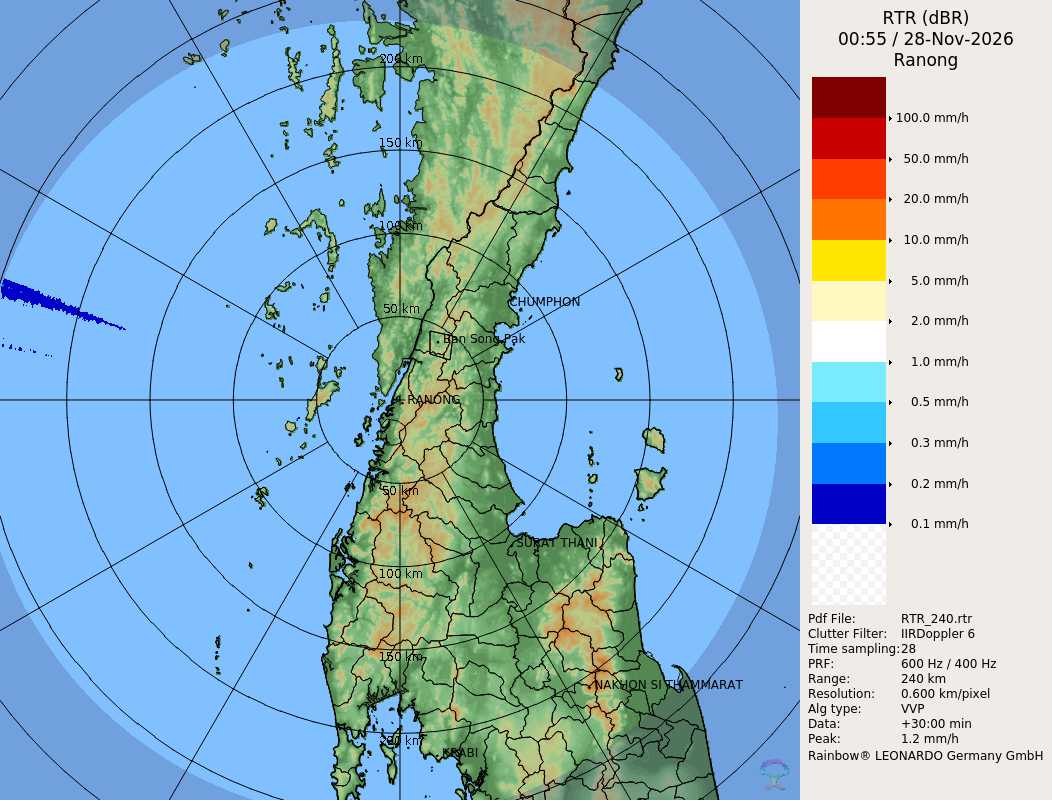 RTR (dBR)
00:55 / 28-Nov-2026
Ranong
100.0 mm/h
50.0 mm/h
20.0 mm/h
10.0 mm/h
5.0 mm/h
2.0 mm/h
1.0 mm/h
0.5 mm/h
0.3 mm/h
0.2 mm/h
0.1 mm/h
Pdf File: RTR_240.rtr
Clutter Filter: IIRDoppler 6
Time sampling:28
PRF: 600 Hz / 400 Hz
Range: 240 km
Resolution: 0.600 km/pixel
Alg type: VVP
Data: +30:00 min
Peak: 1.2 mm/h
Rainbow® LEONARDO Germany GmbH
200 km
150 km
100 km
50 km
CHUMPHON
Ban Song Pak
RANONG
50 km
SURAT THANI
100 km
150 km
NAKHON SI THAMMARAT
200 km
KRABI